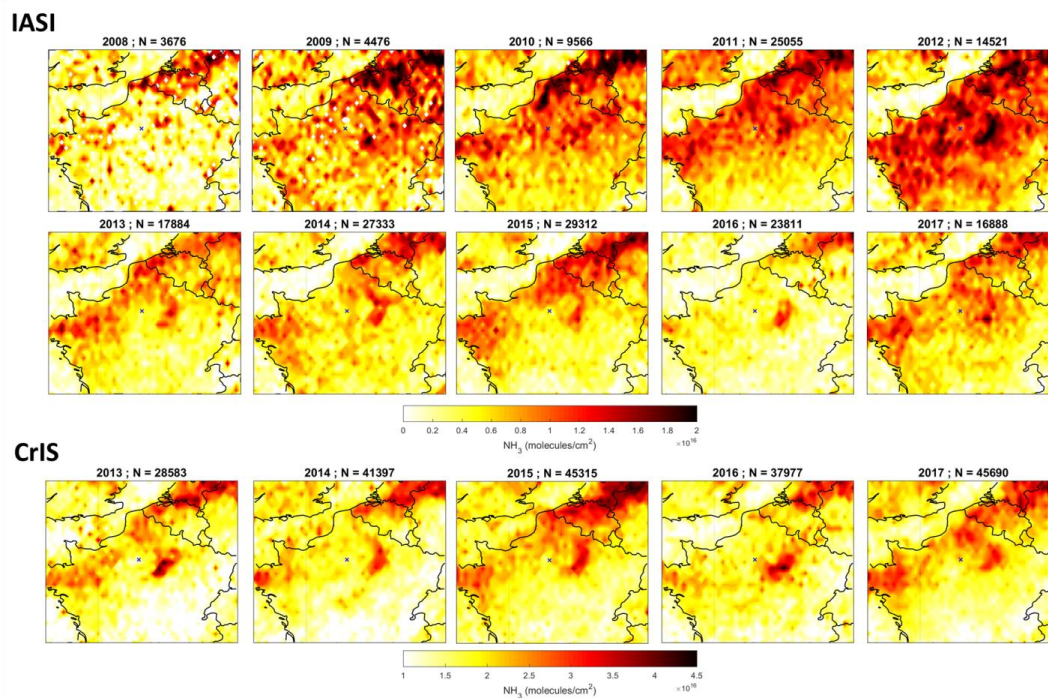 IASI
2008 ; N = 3676
2009 ; N = 4476
2010 ; N = 9566
2011 ; N = 25055
2012 ; N = 14521
2013 ; N = 17884
2014 ; N = 27333
2015 ; N = 29312
2016 ; N = 23811
2017 ; N = 16888
0 0.2 0.4 0.6 0.8 1 1.2 1.4 1.6 1.8 2
NH₃ (molecules/cm²) ×10¹⁶
CrIS
2013 ; N = 28583
2014 ; N = 41397
2015 ; N = 45315
2016 ; N = 37977
2017 ; N = 45690
1 1.5 2 2.5 3 3.5 4 4.5
NH₃ (molecules/cm²) ×10¹⁶